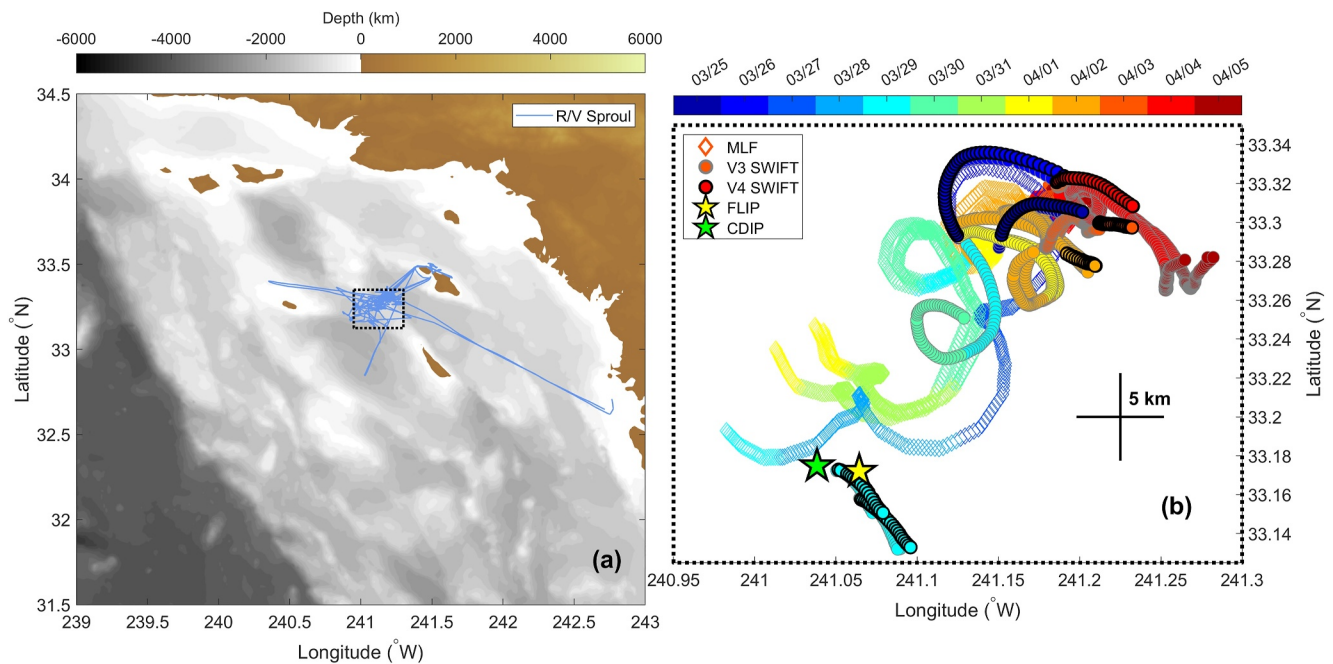 Depth (km)
-6000 -4000 -2000 0 2000 4000 6000
34.5
34
33.5
33
32.5
32
31.5
Latitude (°N)
R/V Sproul
(a)
239 239.5 240 240.5 241 241.5 242 242.5 243
Longitude (°W)
03/25 03/26 03/27 03/28 03/29 03/30 03/31 04/01 04/02 04/03 04/04 04/05
MLF
V3 SWIFT
V4 SWIFT
FLIP
CDIP
5 km
(b)
33.34
33.32
33.3
33.28
33.26
33.24
33.22
33.2
33.18
33.16
33.14
Latitude (°N)
240.95 241 241.05 241.1 241.15 241.2 241.25 241.3
Longitude (°W)